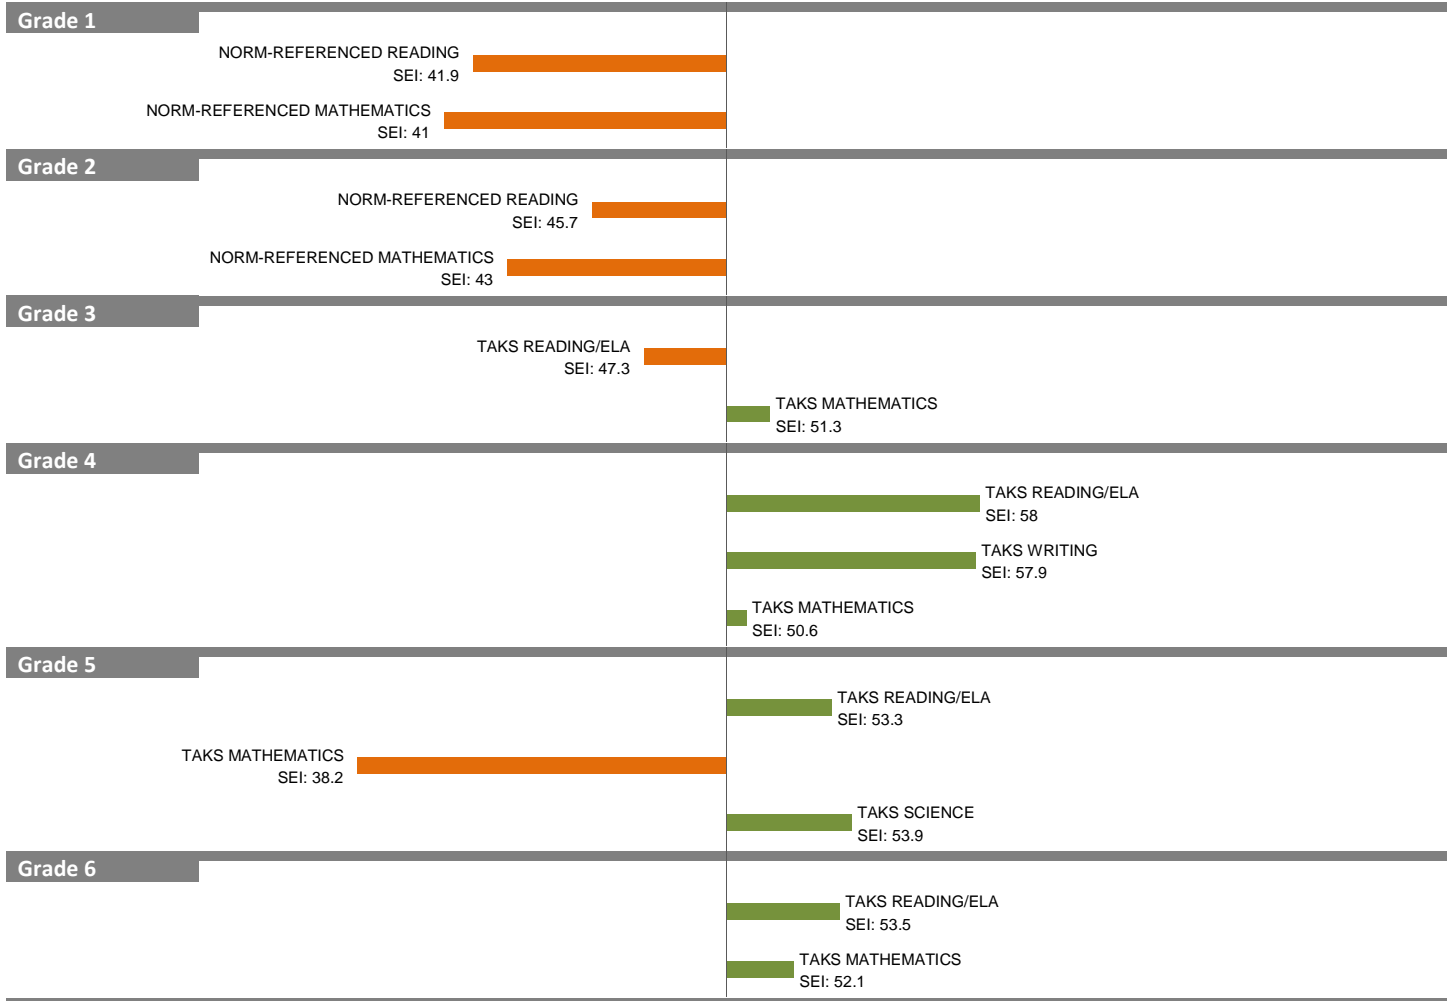 Grade 1
NORM-REFERENCED READING
SEI: 41.9
NORM-REFERENCED MATHEMATICS
SEI: 41
Grade 2
NORM-REFERENCED READING
SEI: 45.7
NORM-REFERENCED MATHEMATICS
SEI: 43
Grade 3
TAKS READING/ELA
SEI: 47.3
TAKS MATHEMATICS
SEI: 51.3
Grade 4
TAKS READING/ELA
SEI: 58
TAKS WRITING
SEI: 57.9
TAKS MATHEMATICS
SEI: 50.6
Grade 5
TAKS READING/ELA
SEI: 53.3
TAKS MATHEMATICS
SEI: 38.2
TAKS SCIENCE
SEI: 53.9
Grade 6
TAKS READING/ELA
SEI: 53.5
TAKS MATHEMATICS
SEI: 52.1